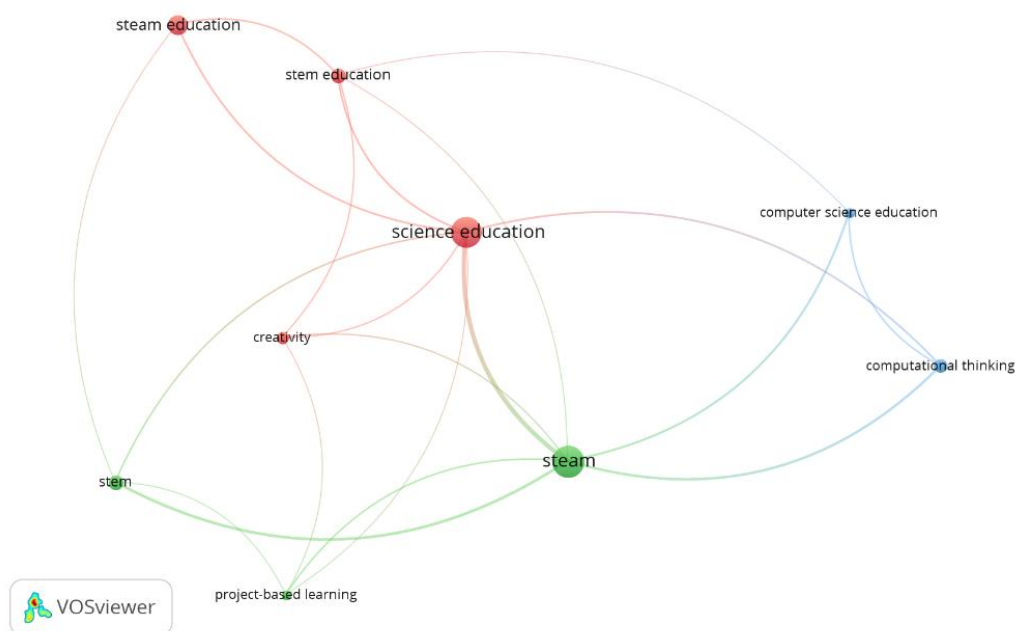 steam education
stem education
computer science education
science education
creativity
computational thinking
steam
stem
project-based learning
VOSviewer